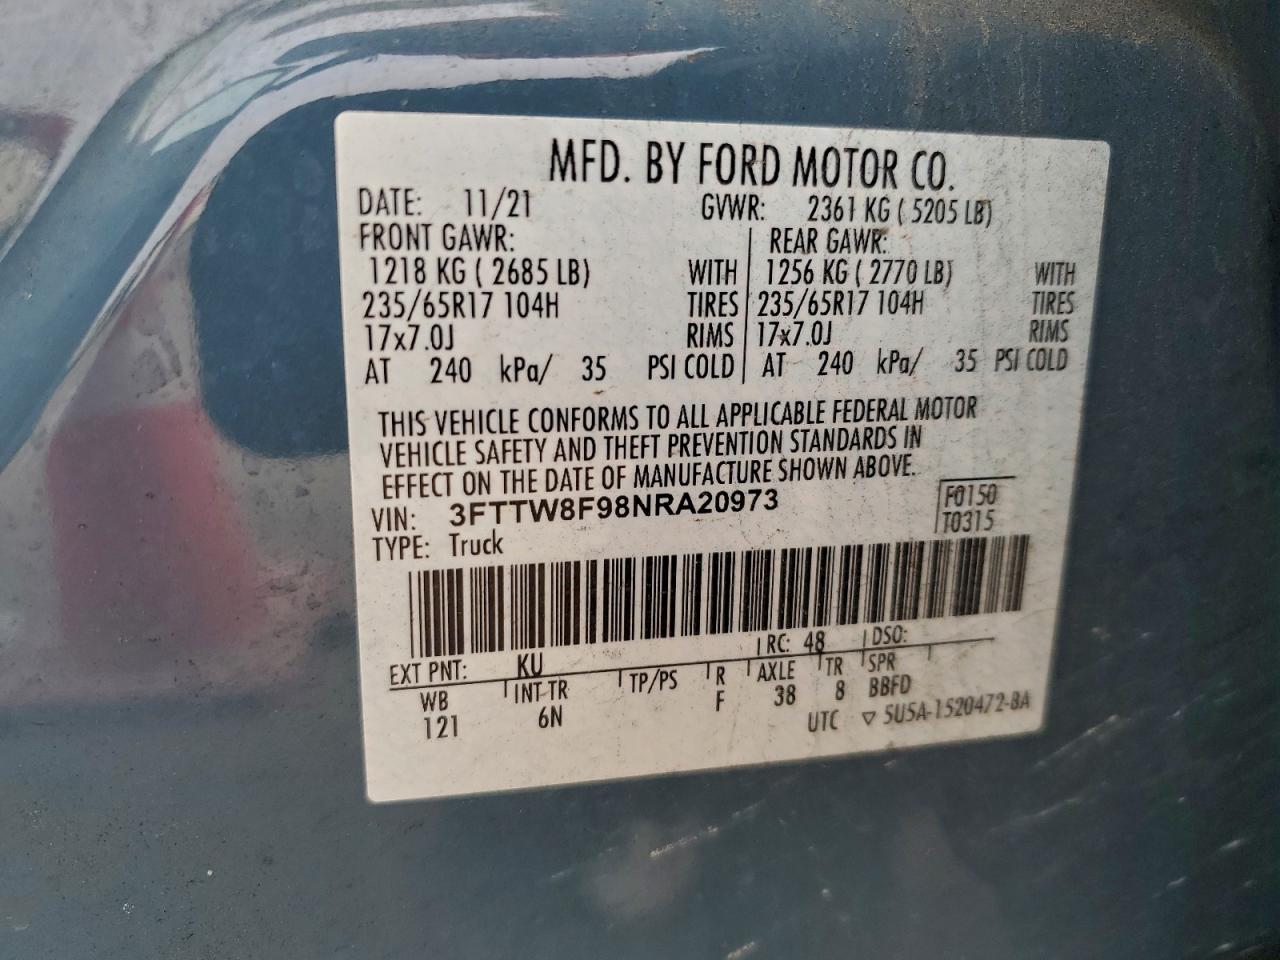 MFD. BY FORD MOTOR CO.
DATE: 11/21 GVWR: 2361 KG ( 5205 LB)
FRONT GAWR: REAR GAWR:
1218 KG ( 2685 LB) WITH 1256 KG ( 2770 LB) WITH
235/65R17 104H TIRES 235/65R17 104H TIRES
17x7.0J RIMS 17x7.0J RIMS
AT 240 kPa/ 35 PSI COLD AT 240 kPa/ 35 PSI COLD
THIS VEHICLE CONFORMS TO ALL APPLICABLE FEDERAL MOTOR
VEHICLE SAFETY AND THEFT PREVENTION STANDARDS IN
EFFECT ON THE DATE OF MANUFACTURE SHOWN ABOVE.
VIN: 3FTTW8F98NRA20973 F0150
TYPE: Truck T0315
EXT PNT: KU RC: 48 DSO:
WB INT TR TP/PS R AXLE TR SPR
121 6N F 38 8 BBFD
UTC ▽ 5U5A-1520472-BA